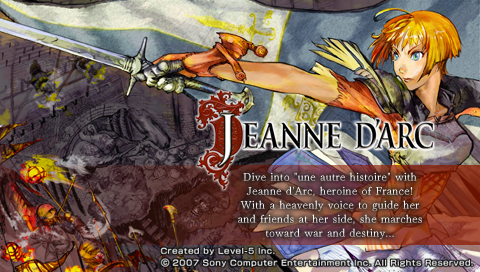 JEANNE D'ARC
Dive into "une autre histoire" with
Jeanne d'Arc, heroine of France!
With a heavenly voice to guide her
and friends at her side, she marches
toward war and destiny...
Created by Level-5 Inc.
© 2007 Sony Computer Entertainment Inc. All Rights Reserved.